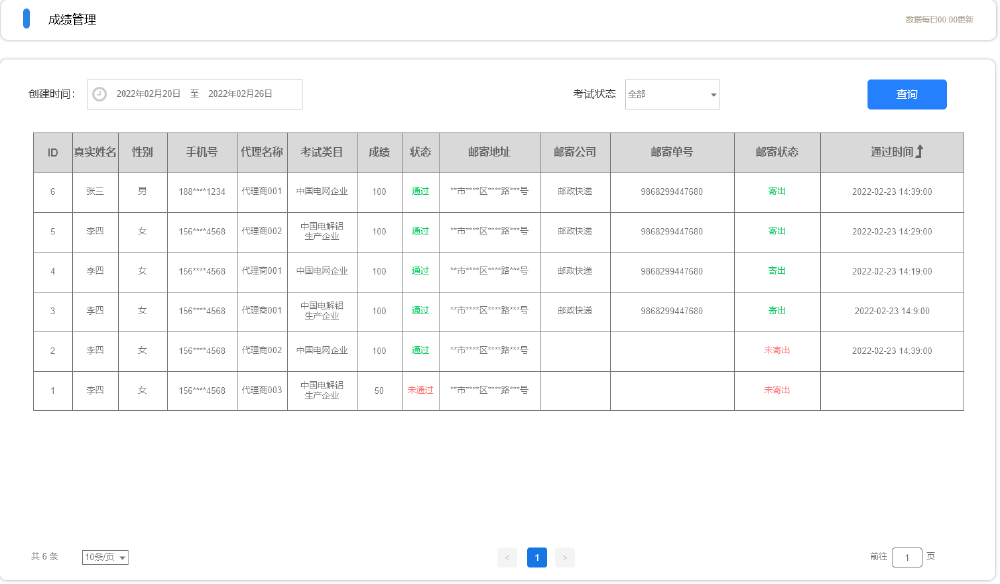 成绩管理
数据每日00:00更新
创建时间： 2022年02月20日 至 2022年02月26日 考试状态 全部 查询
ID 真实姓名 性别 手机号 代理名称 考试类目 成绩 状态 邮寄地址 邮寄公司 邮寄单号 邮寄状态 通过时间
6 张三 男 188****1234 代理商001 中国电网企业 100 通过 **市****区****路***号 邮政快递 9868299447680 寄出 2022-02-23 14:39:00
5 李四 女 156****4568 代理商002 中国电解铝
生产企业 100 通过 **市****区****路***号 邮政快递 9868299447680 寄出 2022-02-23 14:29:00
4 李四 女 156****4568 代理商001 中国电网企业 100 通过 **市****区****路***号 邮政快递 9868299447680 寄出 2022-02-23 14:19:00
3 李四 女 156****4568 代理商001 中国电解铝
生产企业 100 通过 **市****区****路***号 邮政快递 9868299447680 寄出 2022-02-23 14:9:00
2 李四 女 156****4568 代理商002 中国电网企业 100 通过 **市****区****路***号 未寄出 2022-02-23 14:39:00
1 李四 女 156****4568 代理商003 中国电解铝
生产企业 50 未通过 **市****区****路***号 未寄出
共 6 条 10条/页 < 1 > 前往 1 页